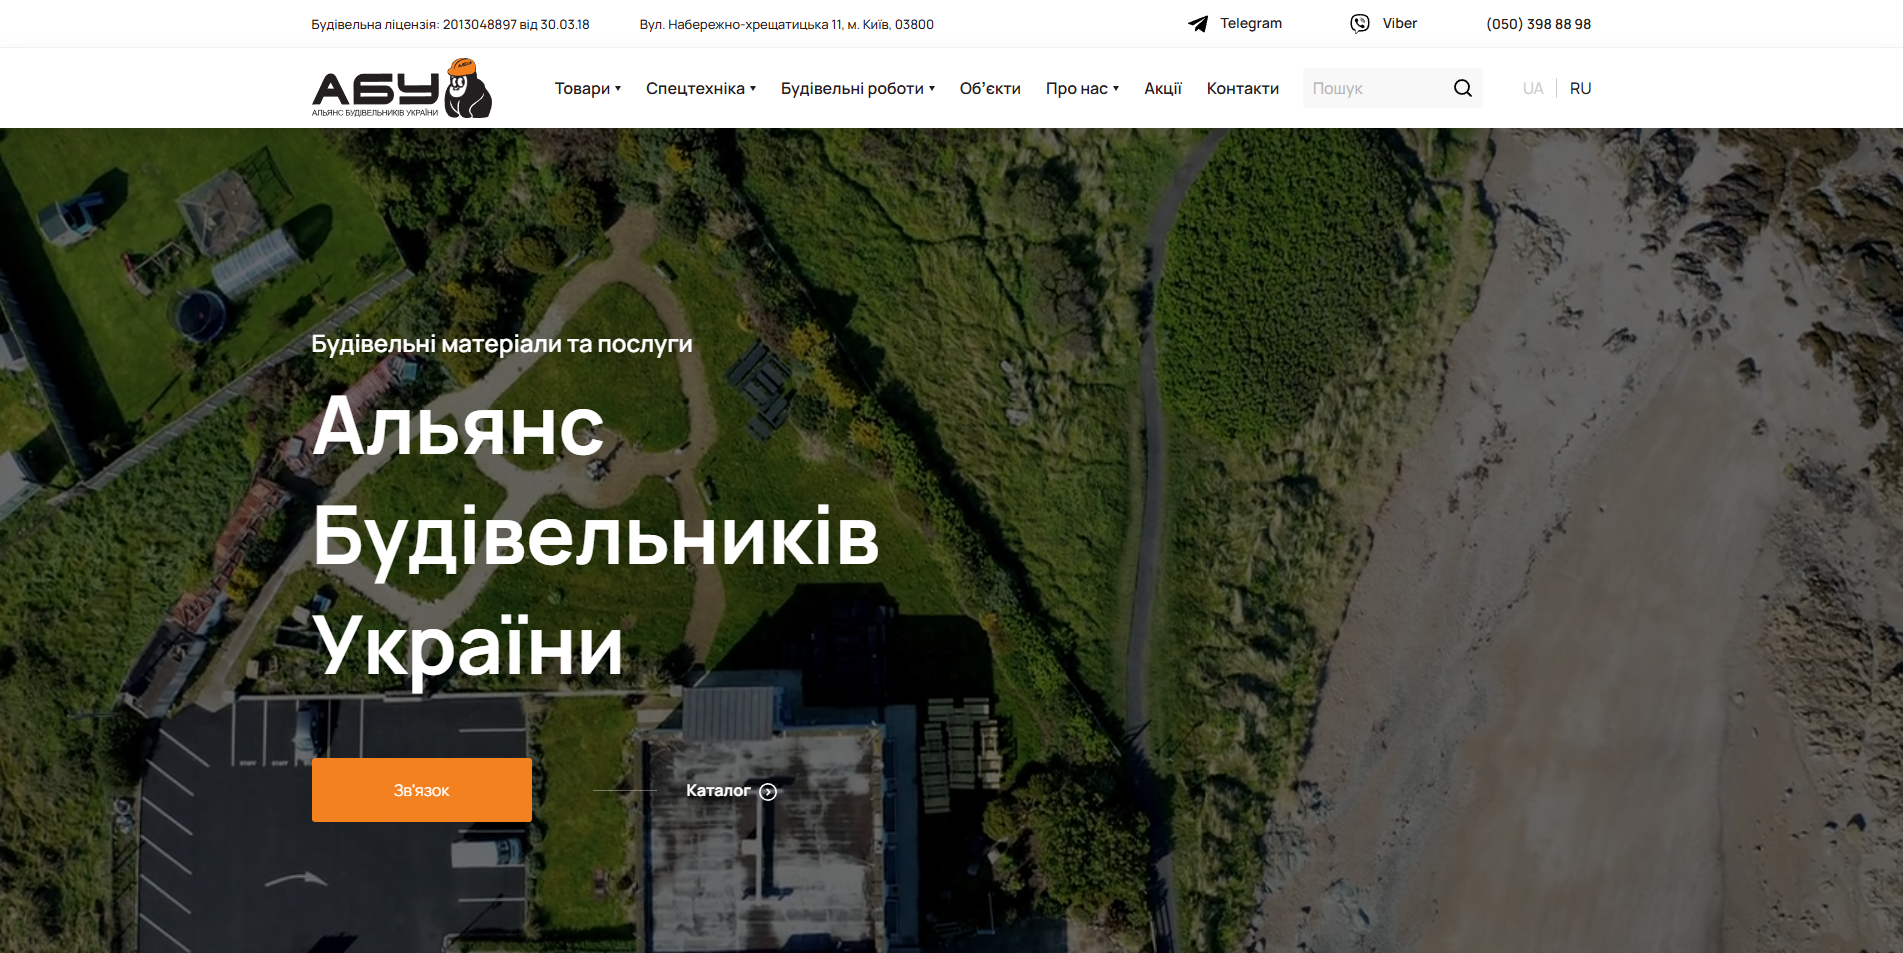 Будівельна ліцензія: 2013048897 від 30.03.18
Вул. Набережно-хрещатицька 11, м. Київ, 03800
Telegram
Viber
(050) 398 88 98
АБУ
АЛЬЯНС БУДІВЕЛЬНИКІВ УКРАЇНИ
Товари
Спецтехніка
Будівельні роботи
Об’єкти
Про нас
Акції
Контакти
Пошук
UA
RU
Будівельні матеріали та послуги
Альянс
Будівельників
України
Зв'язок
Каталог